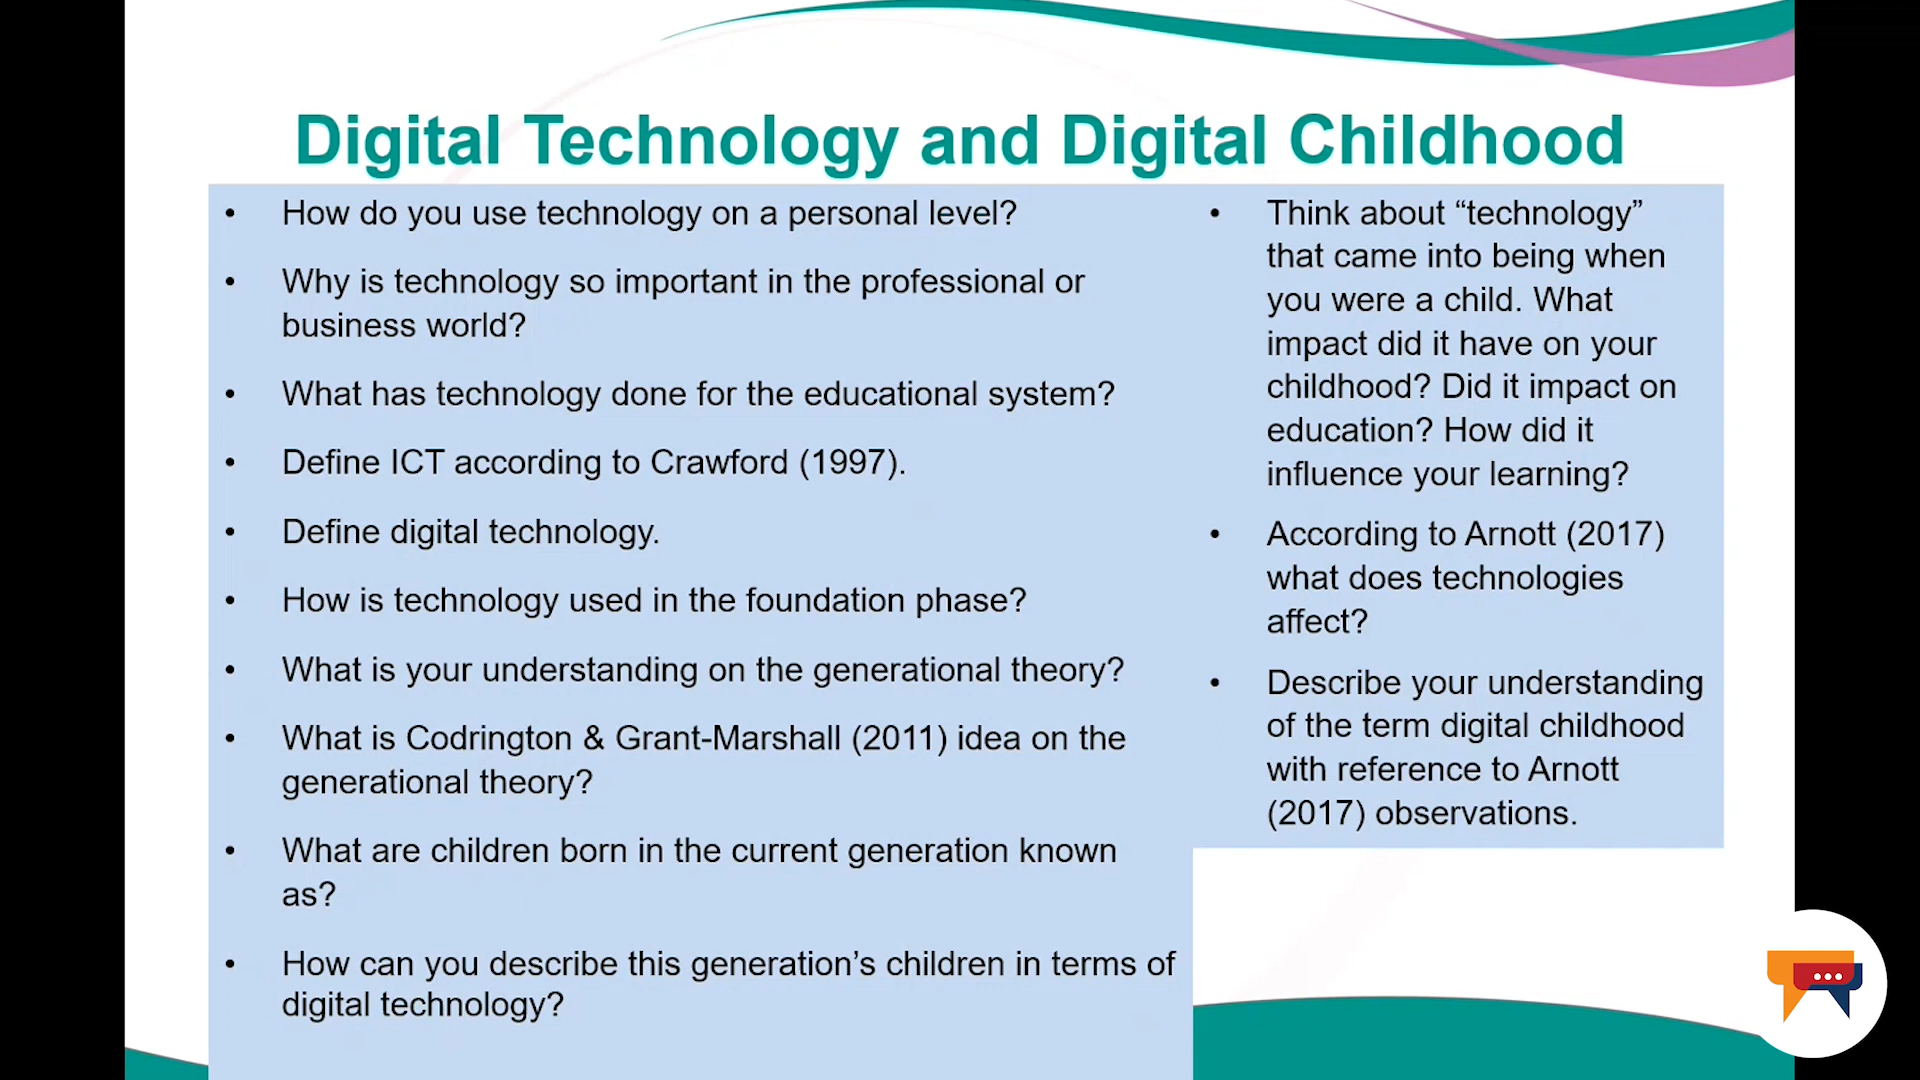 Digital Technology and Digital Childhood
• How do you use technology on a personal level?
• Why is technology so important in the professional or
business world?
• What has technology done for the educational system?
• Define ICT according to Crawford (1997).
• Define digital technology.
• How is technology used in the foundation phase?
• What is your understanding on the generational theory?
• What is Codrington & Grant-Marshall (2011) idea on the
generational theory?
• What are children born in the current generation known
as?
• How can you describe this generation’s children in terms of
digital technology?
• Think about “technology”
that came into being when
you were a child. What
impact did it have on your
childhood? Did it impact on
education? How did it
influence your learning?
• According to Arnott (2017)
what does technologies
affect?
• Describe your understanding
of the term digital childhood
with reference to Arnott
(2017) observations.